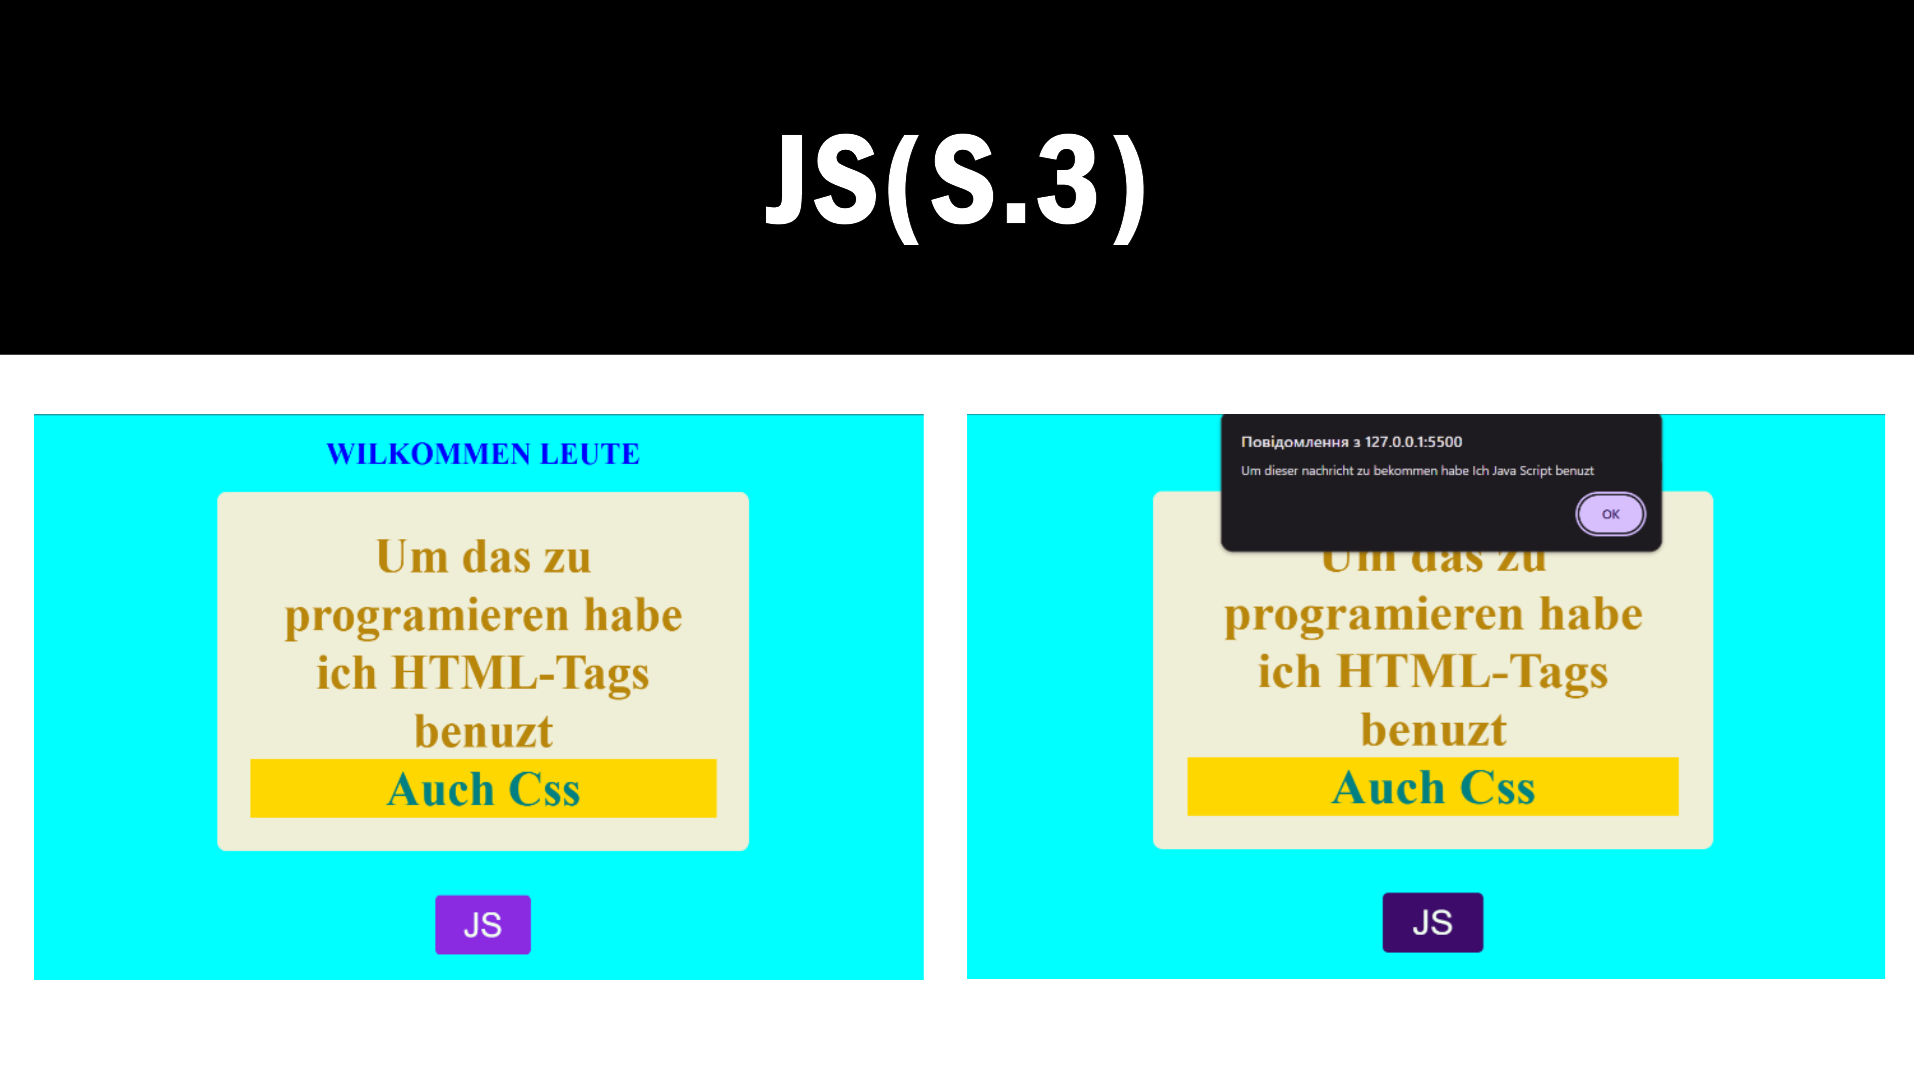 JS(S.3)
WILKOMMEN LEUTE
Um das zu
programieren habe
ich HTML-Tags
benuzt
Auch Css
JS
Повідомлення з 127.0.0.1:5500
Um dieser nachricht zu bekommen habe Ich Java Script benuzt
OK
Um das zu
programieren habe
ich HTML-Tags
benuzt
Auch Css
JS